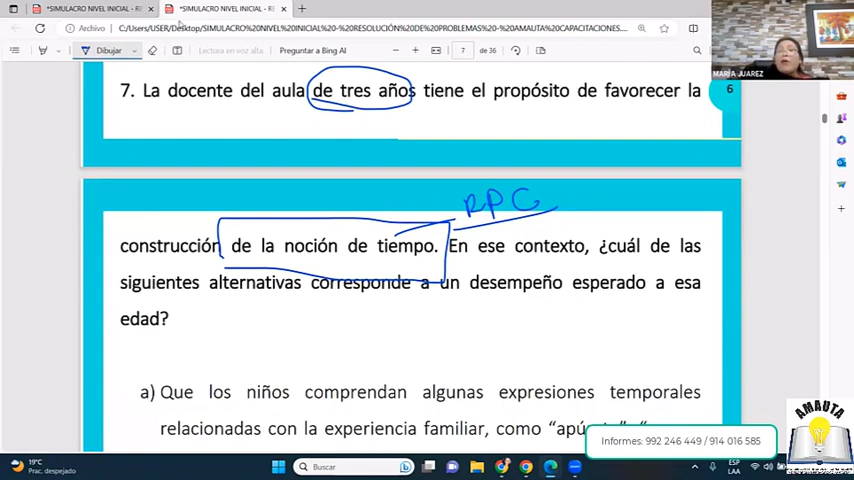 *SIMULACRO NIVEL INICIAL - RE
*SIMULACRO NIVEL INICIAL - RE
Archivo
C:/Users/USER/Desktop/SIMULACRO%20NIVEL%20INICIAL%20-%20RESOLUCIÓN%20DE%20PROBLEMAS%20-%20AMAUTA%20CAPACITACIONES.
Dibujar
Lectura en voz alta
Preguntar a Bing AI
7
de 36
MARÍA JUAREZ
7. La docente del aula de tres años tiene el propósito de favorecer la
6
RPC
construcción de la noción de tiempo. En ese contexto, ¿cuál de las
siguientes alternativas corresponde a un desempeño esperado a esa
edad?
a) Que los niños comprendan algunas expresiones temporales
relacionadas con la experiencia familiar, como
Informes: 992 246 449 / 914 016 585
AMAUTA
19°C
Prac. despejado
Buscar
ESP
LAA